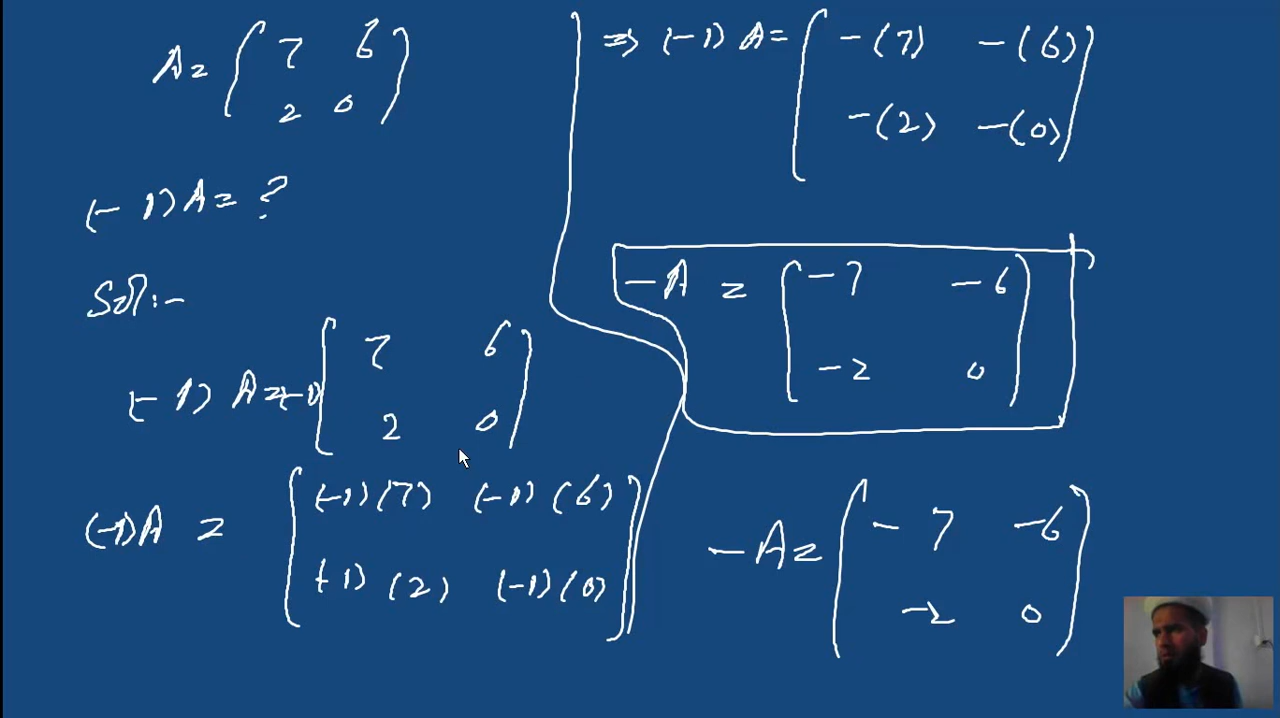 A= [7 6
2 0]
(-1)A= ?
Sol:-
(-1) A=(-1) [7 6
2 0]
(-1)A = [(-1)(7) (-1)(6)
(-1)(2) (-1)(0)]
=> (-1) A= [-(7) -(6)
-(2) -(0)]
-A = [-7 -6
-2 0]
-A= [-7 -6
-2 0]